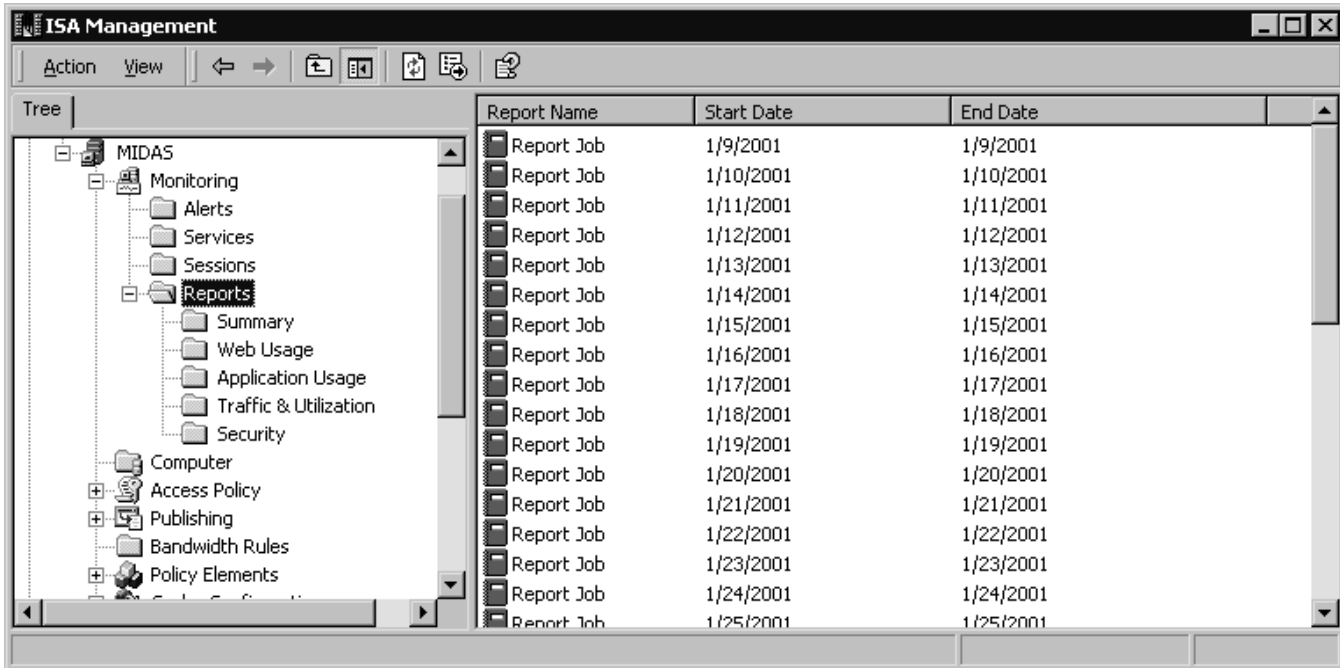 ISA Management
Action View
Tree
MIDAS
Monitoring
Alerts
Services
Sessions
Reports
Summary
Web Usage
Application Usage
Traffic & Utilization
Security
Computer
Access Policy
Publishing
Bandwidth Rules
Policy Elements
Report Name Start Date End Date
Report Job 1/9/2001 1/9/2001
Report Job 1/10/2001 1/10/2001
Report Job 1/11/2001 1/11/2001
Report Job 1/12/2001 1/12/2001
Report Job 1/13/2001 1/13/2001
Report Job 1/14/2001 1/14/2001
Report Job 1/15/2001 1/15/2001
Report Job 1/16/2001 1/16/2001
Report Job 1/17/2001 1/17/2001
Report Job 1/18/2001 1/18/2001
Report Job 1/19/2001 1/19/2001
Report Job 1/20/2001 1/20/2001
Report Job 1/21/2001 1/21/2001
Report Job 1/22/2001 1/22/2001
Report Job 1/23/2001 1/23/2001
Report Job 1/24/2001 1/24/2001
Report Job 1/25/2001 1/25/2001